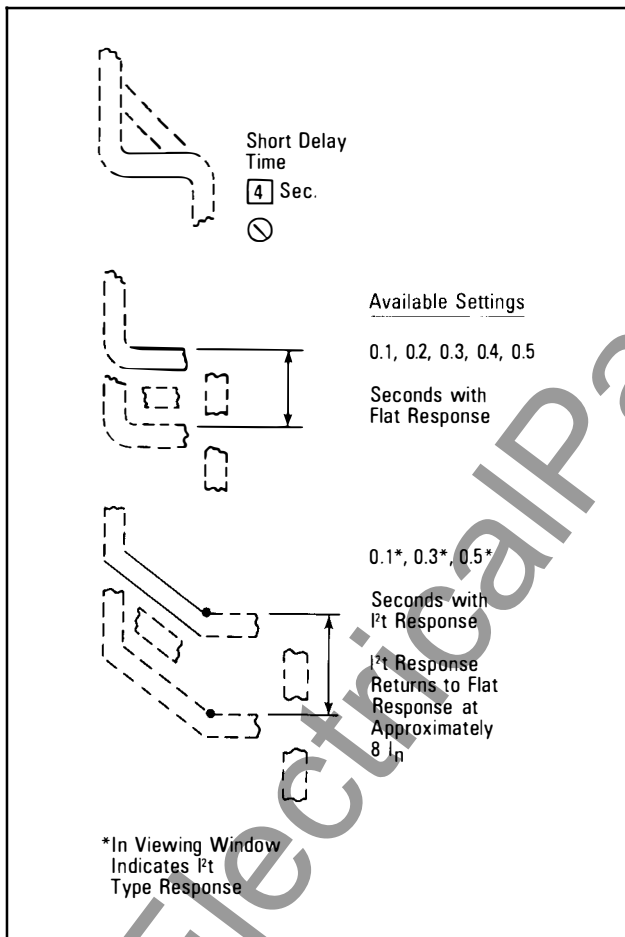 Short Delay
Time
4 Sec.
Available Settings
0.1, 0.2, 0.3, 0.4, 0.5
Seconds with
Flat Response
0.1*, 0.3*, 0.5*
Seconds with
I²t Response
I²t Response
Returns to Flat
Response at
Approximately
8 Iₙ
*In Viewing Window
Indicates I²t
Type Response
ElectricalPa